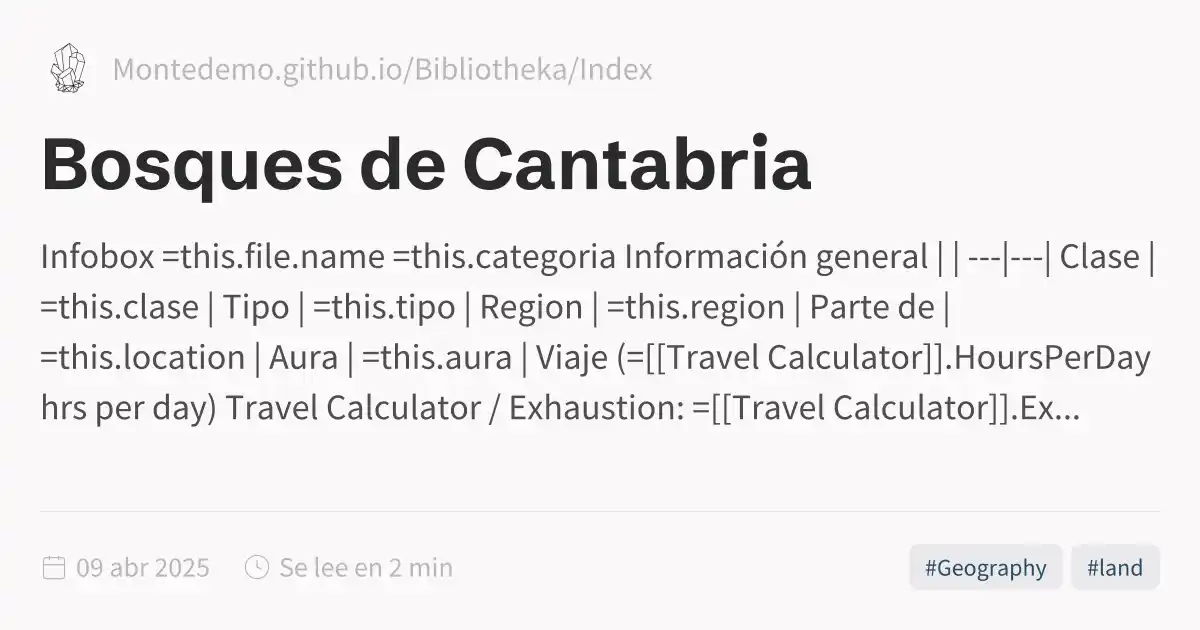 Montedemo.github.io/Bibliotheka/Index
Bosques de Cantabria
Infobox =this.file.name =this.categoria Información general | | ---|---| Clase |
=this.clase | Tipo | =this.tipo | Region | =this.region | Parte de |
=this.location | Aura | =this.aura | Viaje (=[[Travel Calculator]].HoursPerDay
hrs per day) Travel Calculator / Exhaustion: =[[Travel Calculator]].Ex...
09 abr 2025 Se lee en 2 min #Geography #land